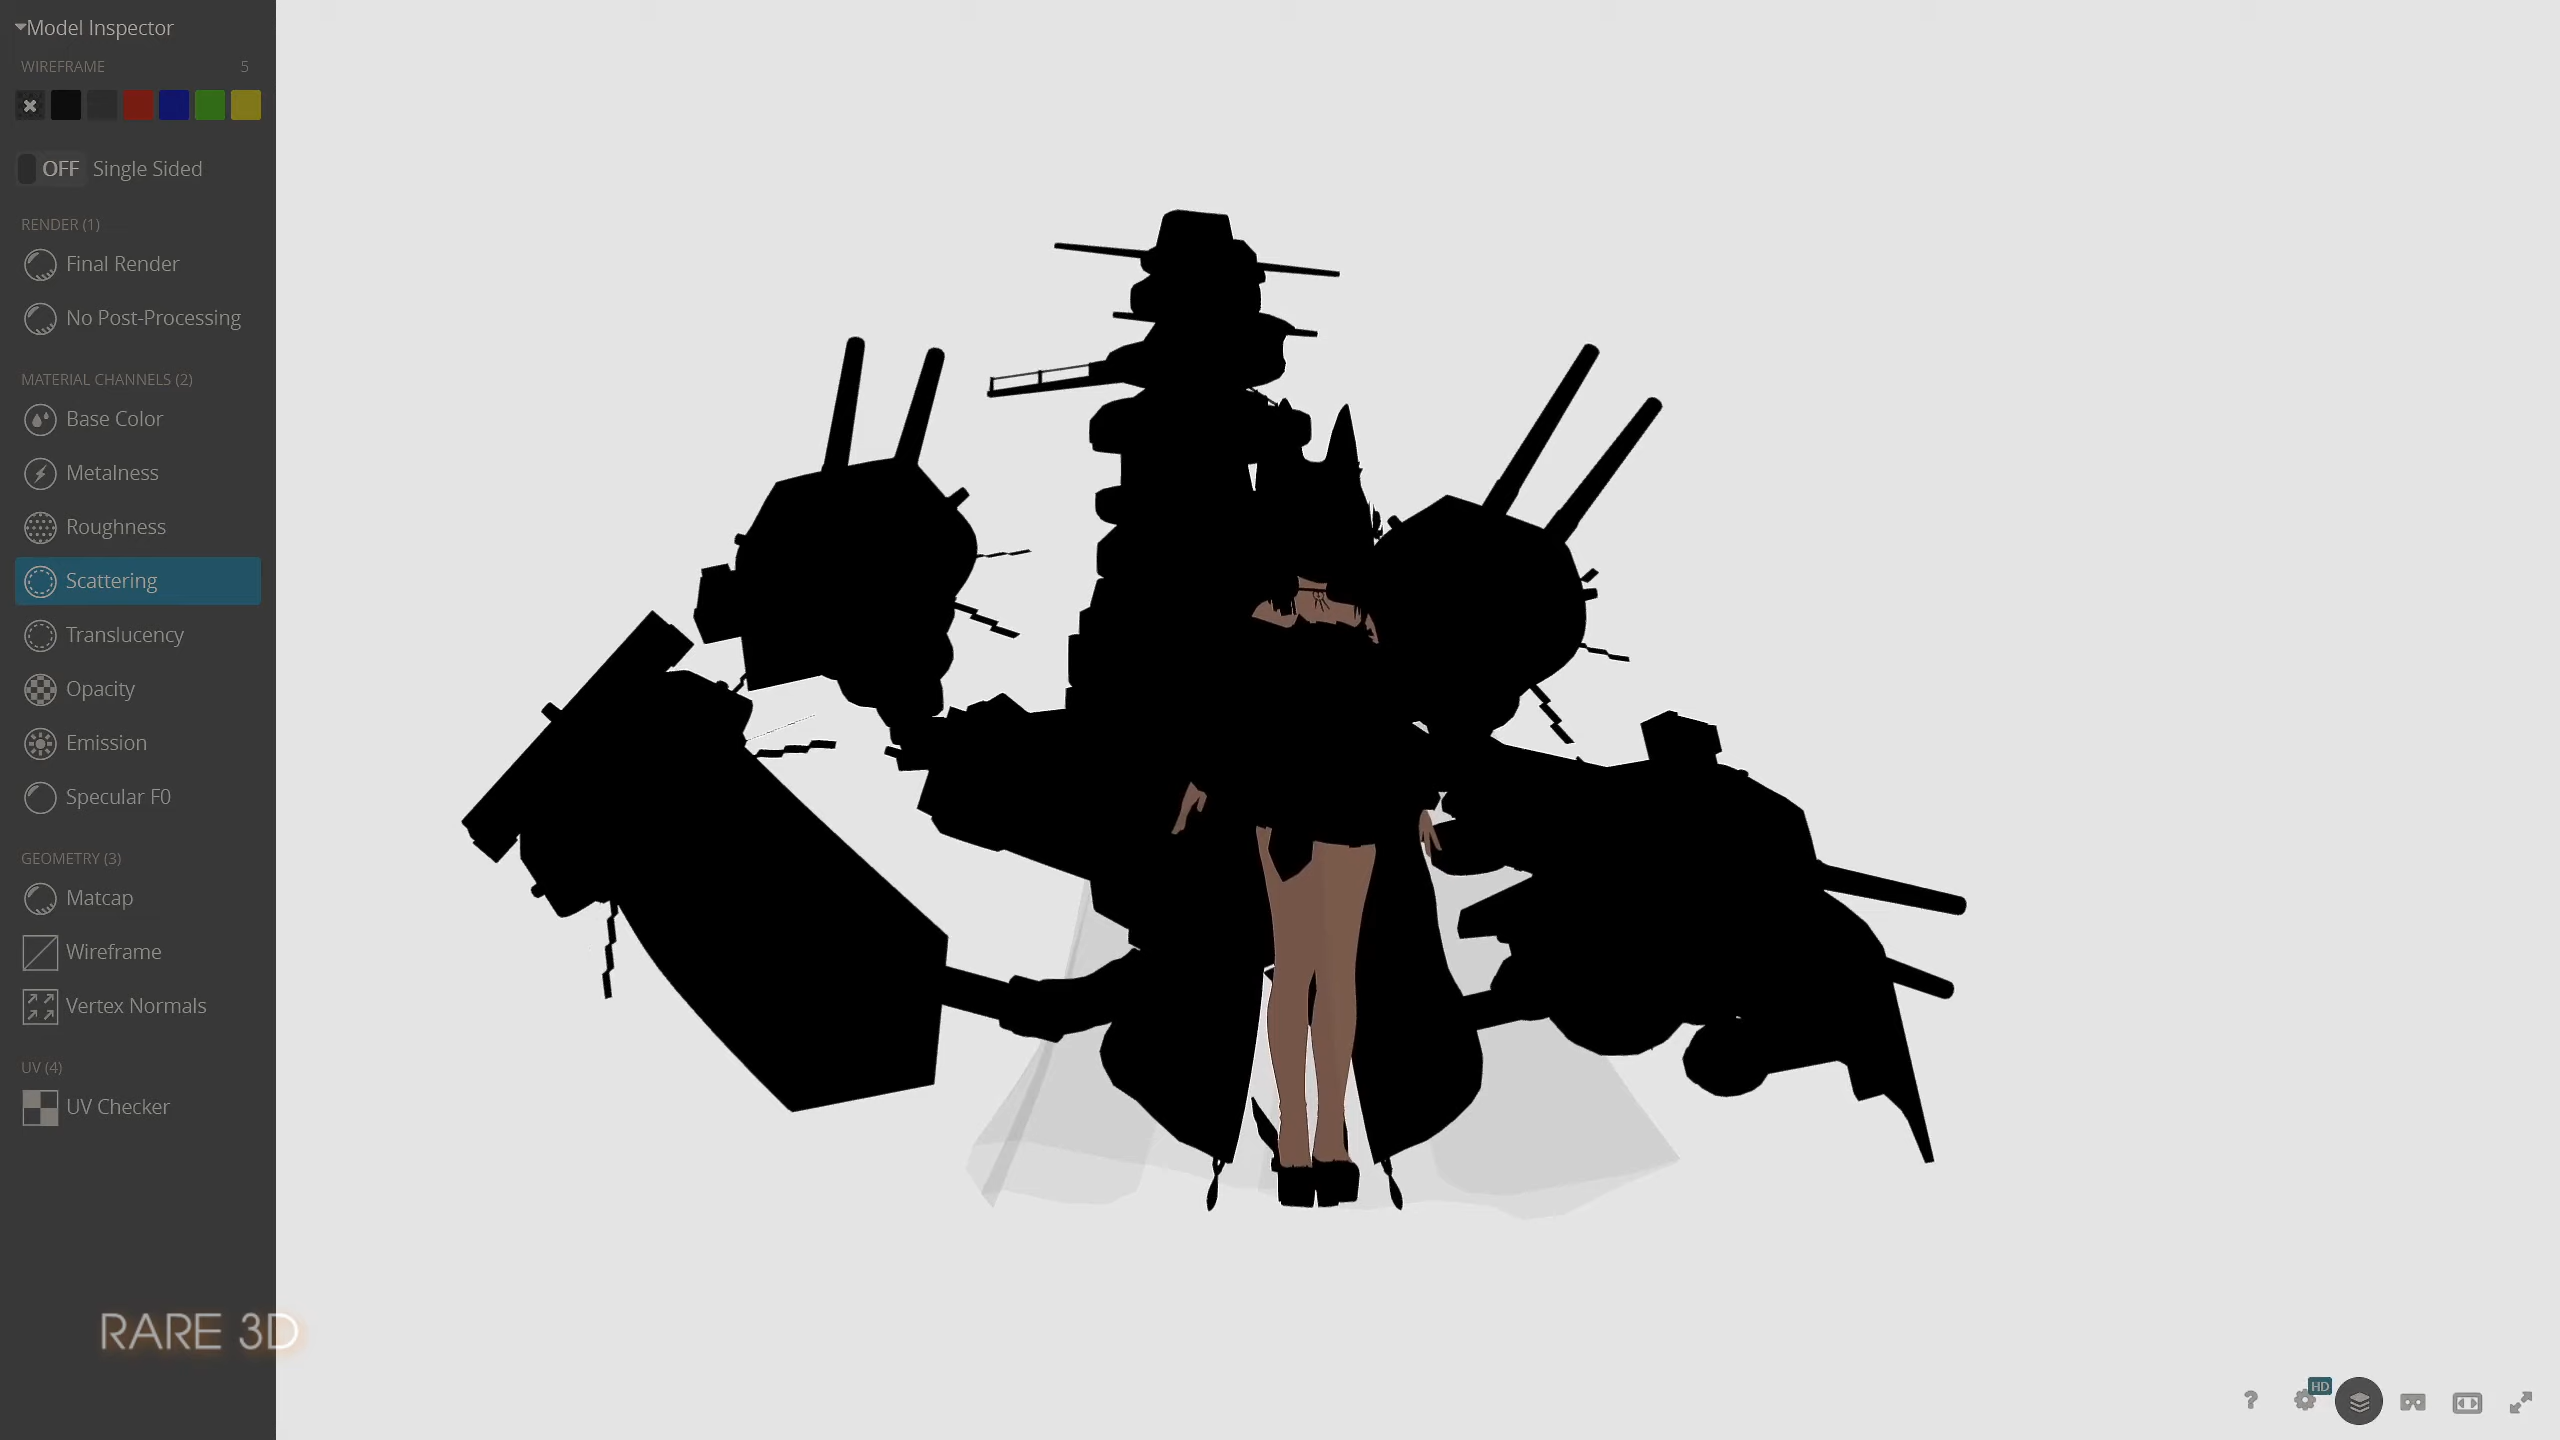 Model Inspector
WIREFRAME 5
OFF Single Sided
RENDER (1)
Final Render
No Post-Processing
MATERIAL CHANNELS (2)
Base Color
Metalness
Roughness
Scattering
Translucency
Opacity
Emission
Specular F0
GEOMETRY (3)
Matcap
Wireframe
Vertex Normals
UV (4)
UV Checker
RARE 3D
? HD